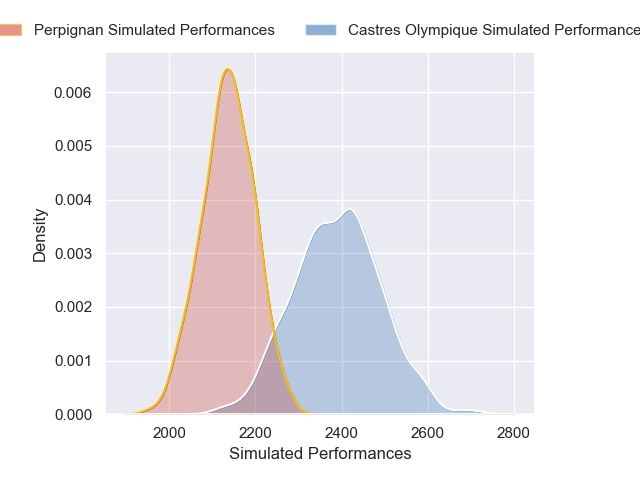 Perpignan Simulated Performances
Castres Olympique Simulated Performance
0.006
0.005
0.004
0.003
0.002
0.001
0.000
Density
2000 2200 2400 2600 2800
Simulated Performances